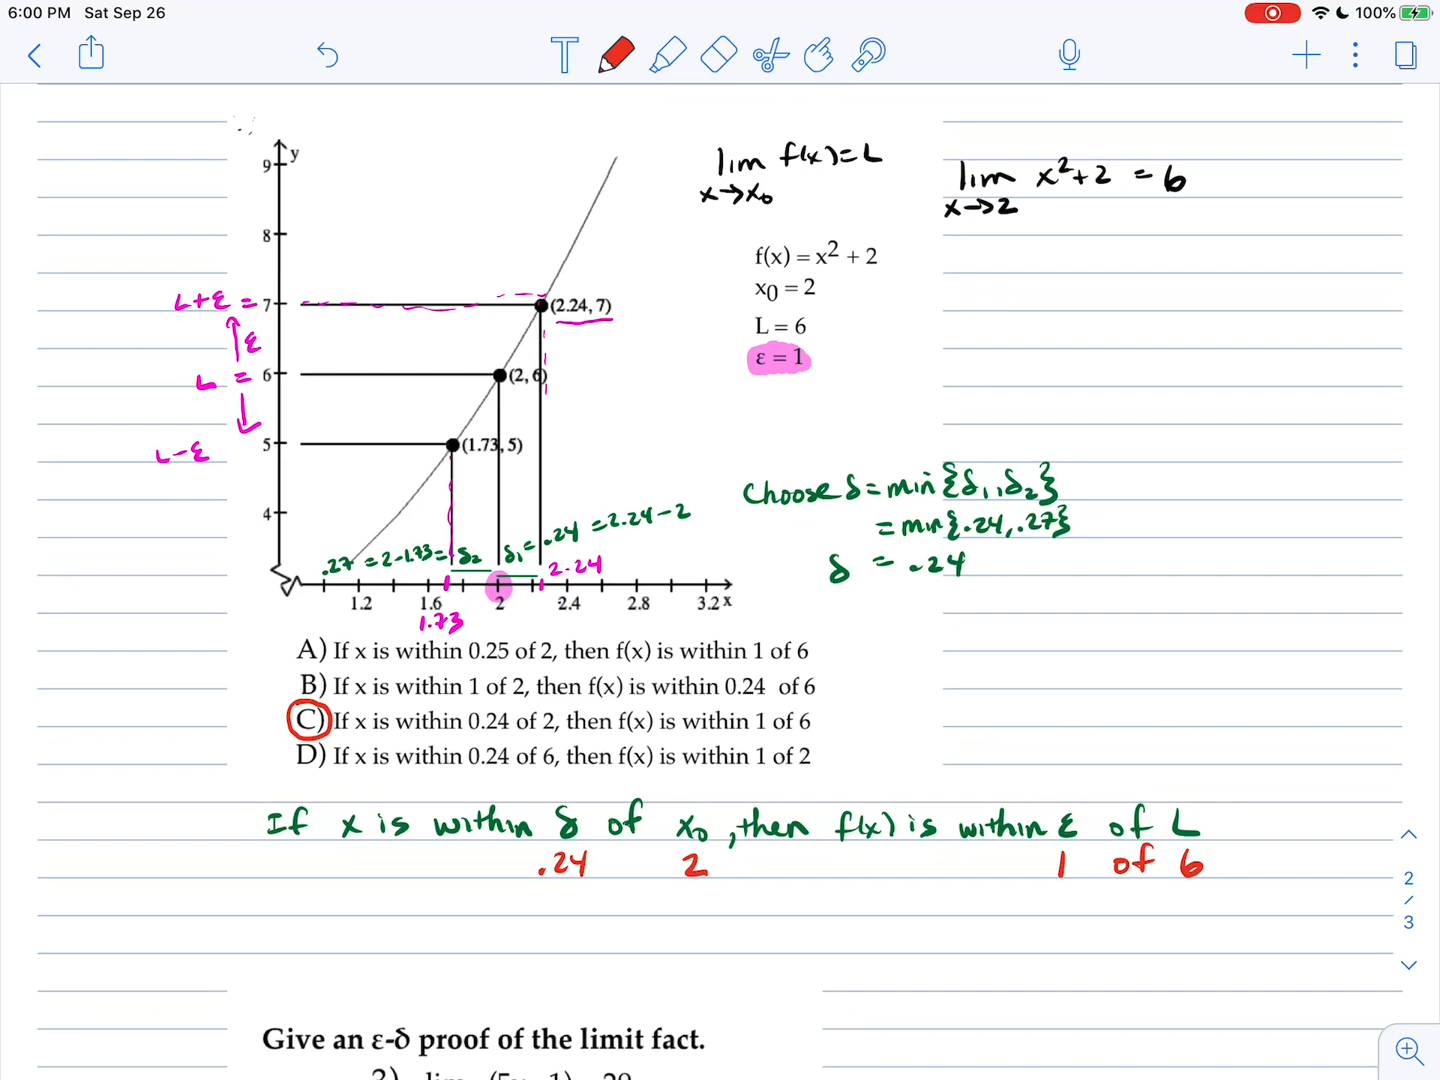 6:00 PM Sat Sep 26
100%
T
y
9
8
L+ε = 7
(2.24, 7)
ε
L = 6
(2, 6)
L-ε
5
(1.73, 5)
4
.27 = 2-1.73 = δ₂
δ₁ = .24 = 2.24 - 2
2.24
1.2 1.6 2 2.4 2.8 3.2 x
1.73
lim f(x) = L
x→x₀
lim x²+2 = 6
x→2
f(x) = x² + 2
x₀ = 2
L = 6
ε = 1
Choose δ = min{δ₁, δ₂}
= min{.24, .27}
δ = .24
A) If x is within 0.25 of 2, then f(x) is within 1 of 6
B) If x is within 1 of 2, then f(x) is within 0.24 of 6
C) If x is within 0.24 of 2, then f(x) is within 1 of 6
D) If x is within 0.24 of 6, then f(x) is within 1 of 2
If x is within δ of x₀, then f(x) is within ε of L
.24 2 1 of 6
2
/
3
Give an ε-δ proof of the limit fact.